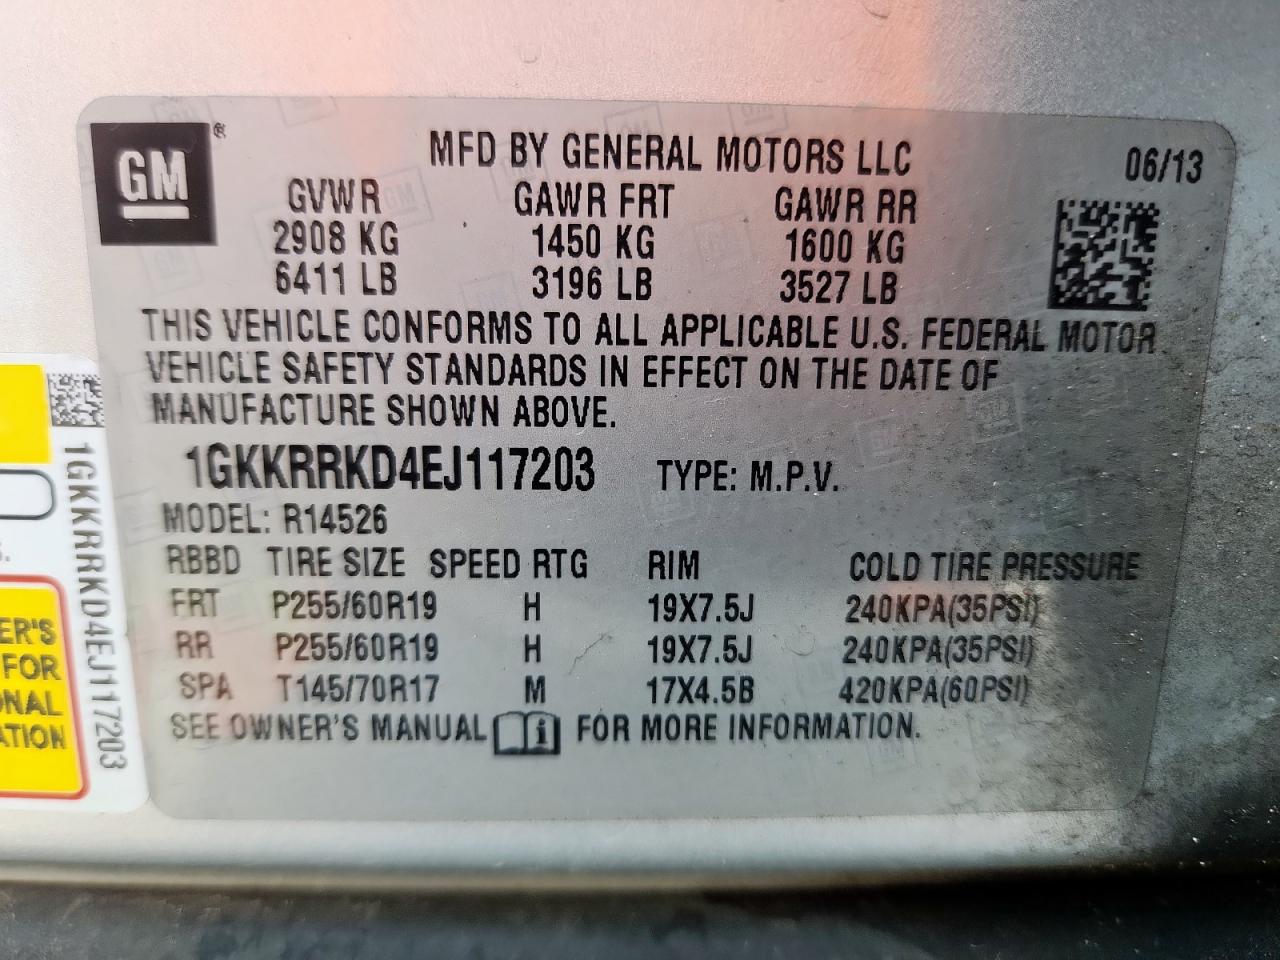 GM ®
MFD BY GENERAL MOTORS LLC 06/13
GVWR GAWR FRT GAWR RR
2908 KG 1450 KG 1600 KG
6411 LB 3196 LB 3527 LB
THIS VEHICLE CONFORMS TO ALL APPLICABLE U.S. FEDERAL MOTOR
VEHICLE SAFETY STANDARDS IN EFFECT ON THE DATE OF
MANUFACTURE SHOWN ABOVE.
1GKKRRKD4EJ117203 TYPE: M.P.V.
MODEL: R14526
RBBD TIRE SIZE SPEED RTG RIM COLD TIRE PRESSURE
FRT P255/60R19 H 19X7.5J 240KPA(35PSI)
RR P255/60R19 H 19X7.5J 240KPA(35PSI)
SPA T145/70R17 M 17X4.5B 420KPA(60PSI)
SEE OWNER'S MANUAL i FOR MORE INFORMATION.
1GKKRRKD4EJ117203
ER'S
FOR
ONAL
ATION